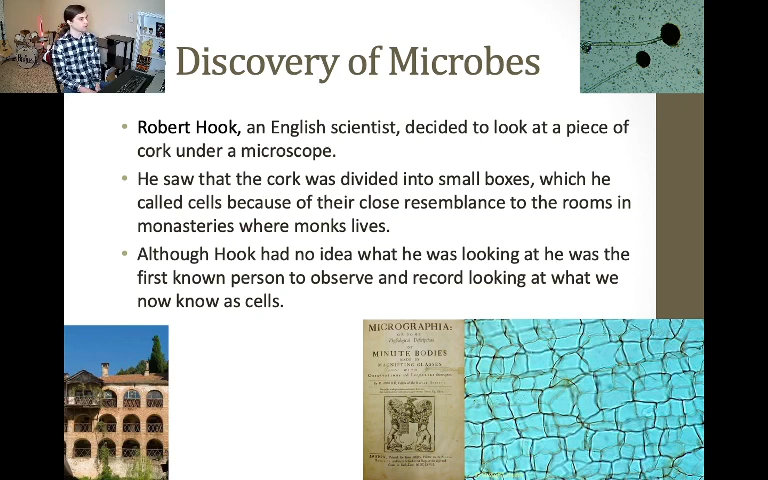 Discovery of Microbes
• Robert Hook, an English scientist, decided to look at a piece of
cork under a microscope.
• He saw that the cork was divided into small boxes, which he
called cells because of their close resemblance to the rooms in
monasteries where monks lives.
• Although Hook had no idea what he was looking at he was the
first known person to observe and record looking at what we
now know as cells.
MICROGRAPHIA:
MINUTE BODIES
MAGNIFYING GLASSES